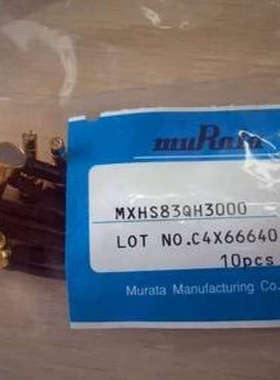 muRata
MXHS83QH3000
LOT NO.C4X66640
10pcs
Murata Manufacturing Co.,